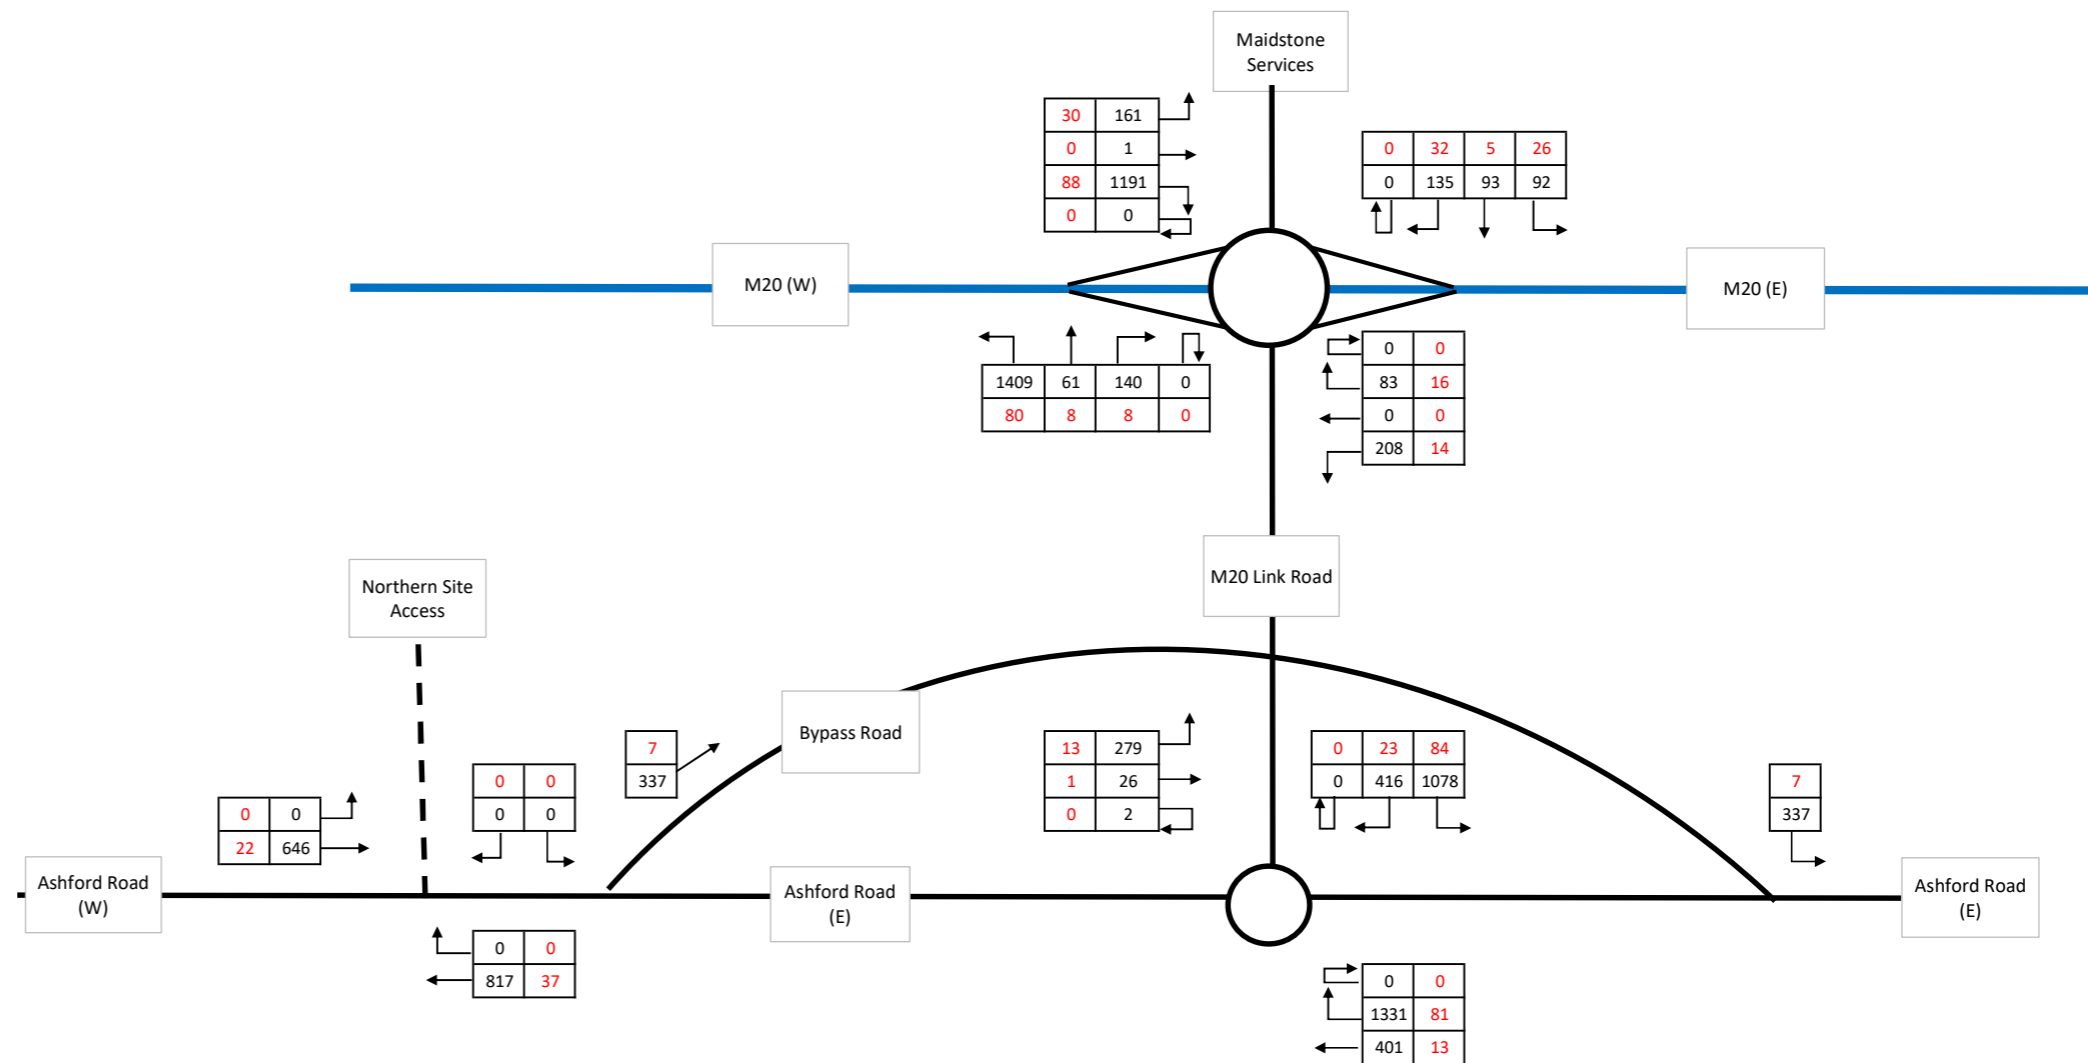 Maidstone
Services
30 161
0 1
88 1191
0 0
0 32 5 26
0 135 93 92
M20 (W)
M20 (E)
1409 61 140 0
80 8 8 0
0 0
83 16
0 0
208 14
M20 Link Road
Northern Site
Access
Bypass Road
7
337
0 0
0 0
0 0
22 646
13 279
1 26
0 2
0 23 84
0 416 1078
7
337
Ashford Road
(W)
Ashford Road
(E)
Ashford Road
(E)
0 0
817 37
0 0
1331 81
401 13